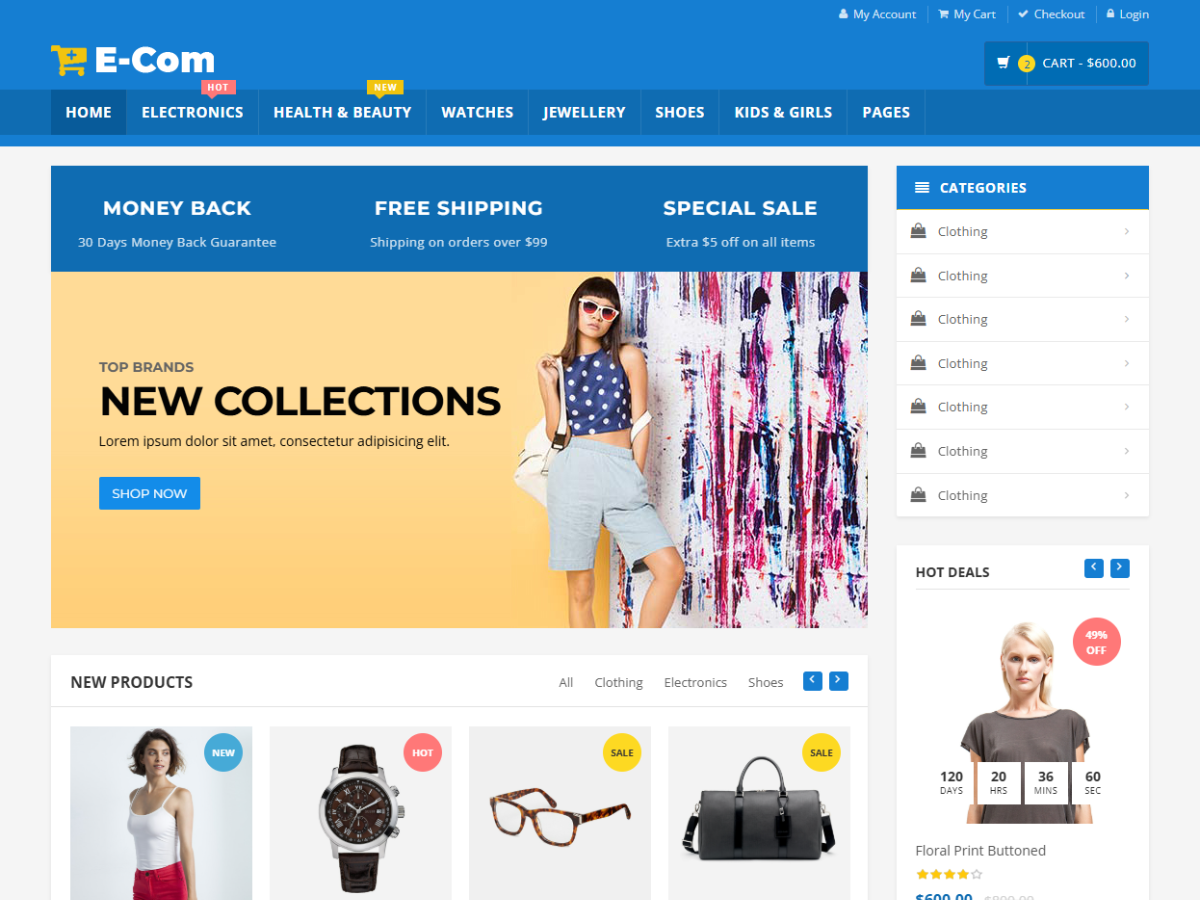 My Account
My Cart
Checkout
Login
E-Com
2 CART - $600.00
HOT
NEW
HOME
ELECTRONICS
HEALTH & BEAUTY
WATCHES
JEWELLERY
SHOES
KIDS & GIRLS
PAGES
MONEY BACK
30 Days Money Back Guarantee
FREE SHIPPING
Shipping on orders over $99
SPECIAL SALE
Extra $5 off on all items
TOP BRANDS
NEW COLLECTIONS
Lorem ipsum dolor sit amet, consectetur adipisicing elit.
SHOP NOW
CATEGORIES
Clothing
Clothing
Clothing
Clothing
Clothing
Clothing
Clothing
HOT DEALS
49%
OFF
120
DAYS
20
HRS
36
MINS
60
SEC
Floral Print Buttoned
$600.00 $800.00
NEW PRODUCTS
All
Clothing
Electronics
Shoes
NEW
HOT
SALE
SALE